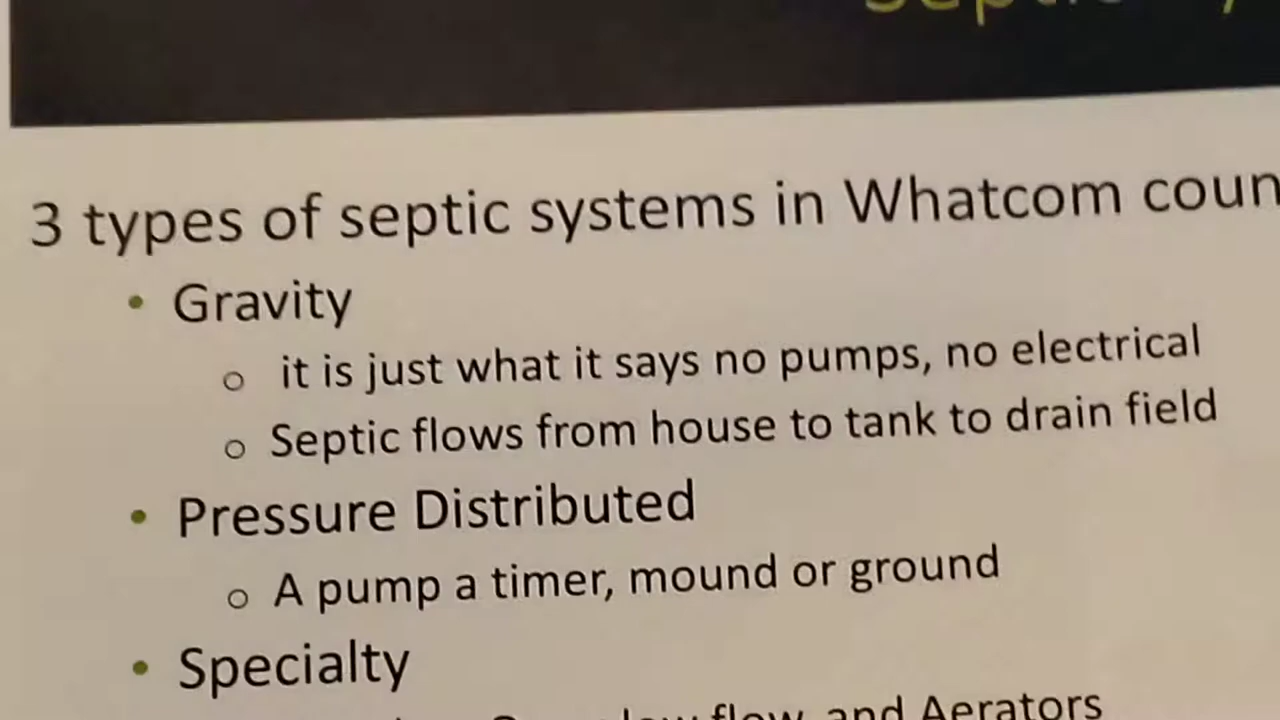 3 types of septic systems in Whatcom coun
• Gravity
o it is just what it says no pumps, no electrical
o Septic flows from house to tank to drain field
• Pressure Distributed
o A pump a timer, mound or ground
• Specialty
flow, and Aerators